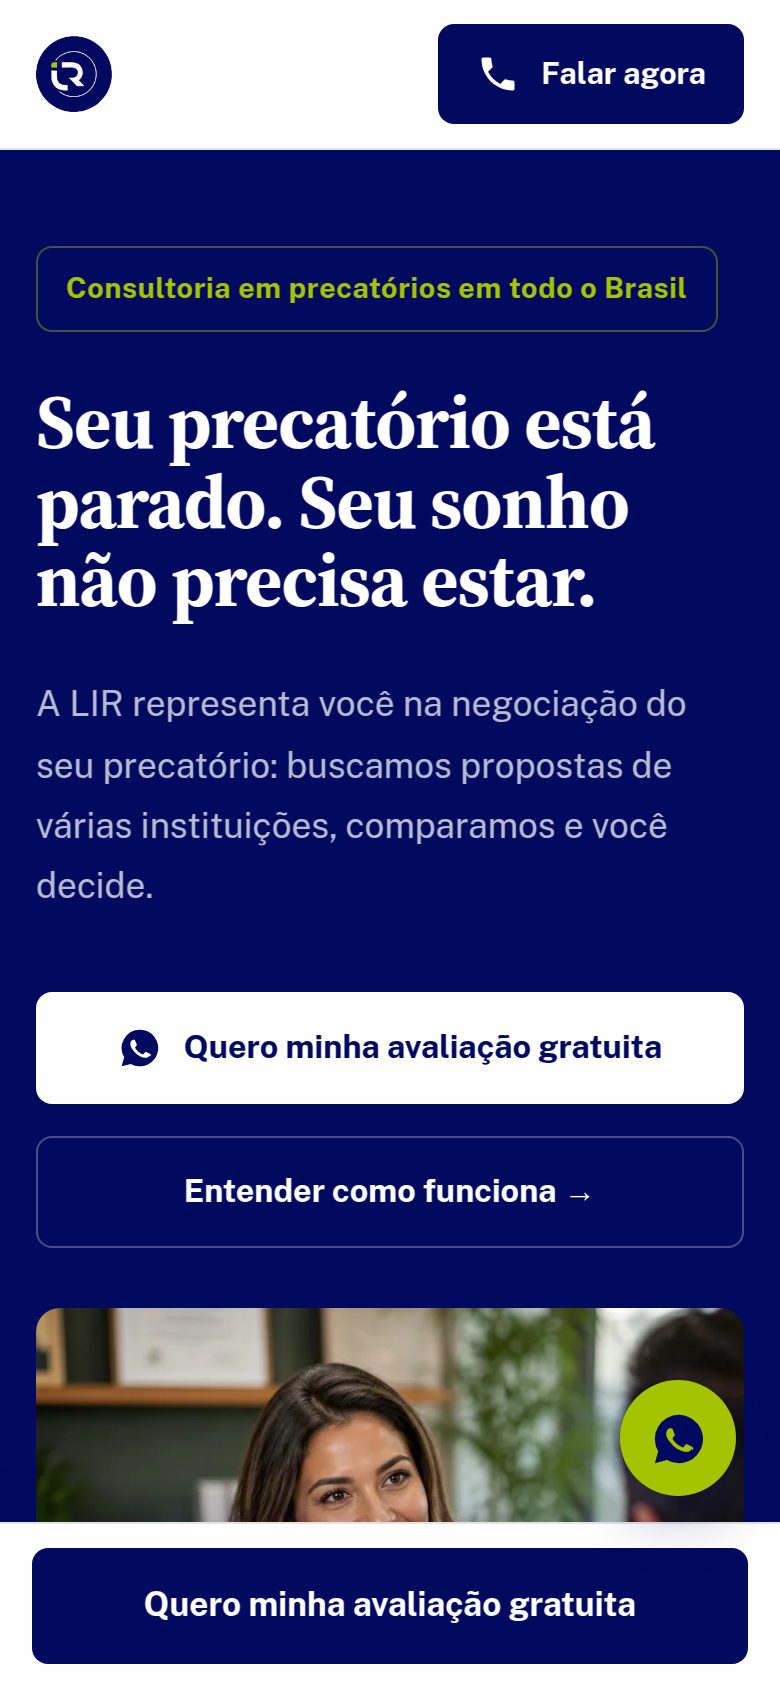 Falar agora
Consultoria em precatórios em todo o Brasil
Seu precatório está
parado. Seu sonho
não precisa estar.
A LIR representa você na negociação do
seu precatório: buscamos propostas de
várias instituições, comparamos e você
decide.
Quero minha avaliação gratuita
Entender como funciona →
Quero minha avaliação gratuita